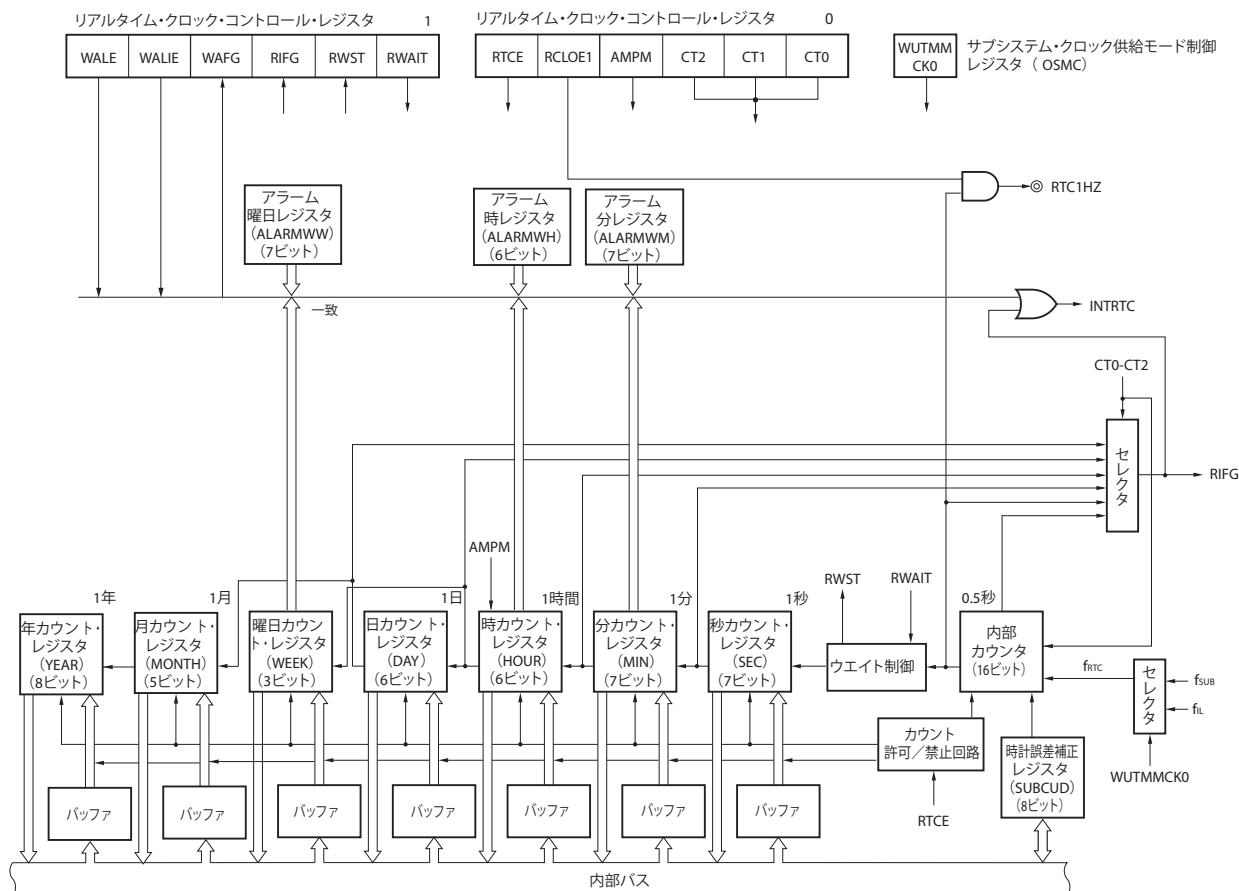 リアルタイム・クロック・コントロール・レジスタ 1
リアルタイム・クロック・コントロール・レジスタ 0
WALE WALIE WAFG RIFG RWST RWAIT
RTCE RCLOE1 AMPM CT2 CT1 CT0
WUTMM
CK0
サブシステム・クロック供給モード制御
レジスタ ( OSMC)
アラーム
曜日レジスタ
(ALARMWW)
(7ビット)
アラーム
時レジスタ
(ALARMWH)
(6ビット)
アラーム
分レジスタ
(ALARMWM)
(7ビット)
RTC1HZ
一致
INTRTC
CT0-CT2
セレクタ
RIFG
AMPM
RWST
RWAIT
1年
1月
1日
1時間
1分
1秒
0.5秒
年カウント・
レジスタ
(YEAR)
(8ビット)
月カウント・
レジスタ
(MONTH)
(5ビット)
曜日カウン
ト・レジスタ
(WEEK)
(3ビット)
日カウント・
レジスタ
(DAY)
(6ビット)
時カウント・
レジスタ
(HOUR)
(6ビット)
分カウント・
レジスタ
(MIN)
(7ビット)
秒カウント・
レジスタ
(SEC)
(7ビット)
ウエイト制御
内部
カウンタ
(16ビット)
fRTC
セレクタ
fSUB
fIL
WUTMMCK0
カウント
許可/禁止回路
RTCE
時計誤差補正
レジスタ
(SUBCUD)
(8ビット)
バッファ
バッファ
バッファ
バッファ
バッファ
バッファ
バッファ
内部バス